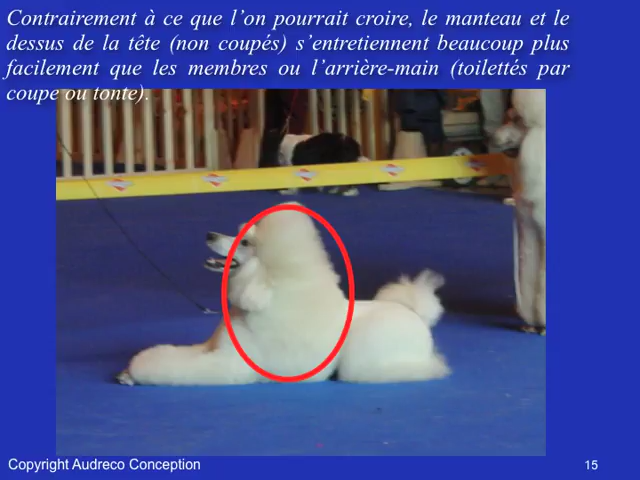 Contrairement à ce que l'on pourrait croire, le manteau et le
dessus de la tête (non coupés) s'entretiennent beaucoup plus
facilement que les membres ou l'arrière-main (toilettés par
coupe ou tonte).
Copyright Audreco Conception
15